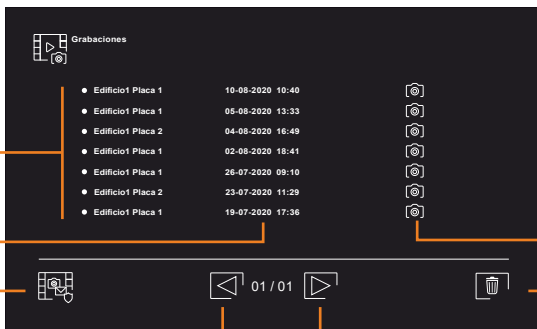 Grabaciones
Edificio1 Placa 1 10-08-2020 10:40
Edificio1 Placa 1 05-08-2020 13:33
Edificio1 Placa 2 04-08-2020 16:49
Edificio1 Placa 1 02-08-2020 18:41
Edificio1 Placa 1 26-07-2020 09:10
Edificio1 Placa 2 23-07-2020 11:29
Edificio1 Placa 1 19-07-2020 17:36
01 / 01